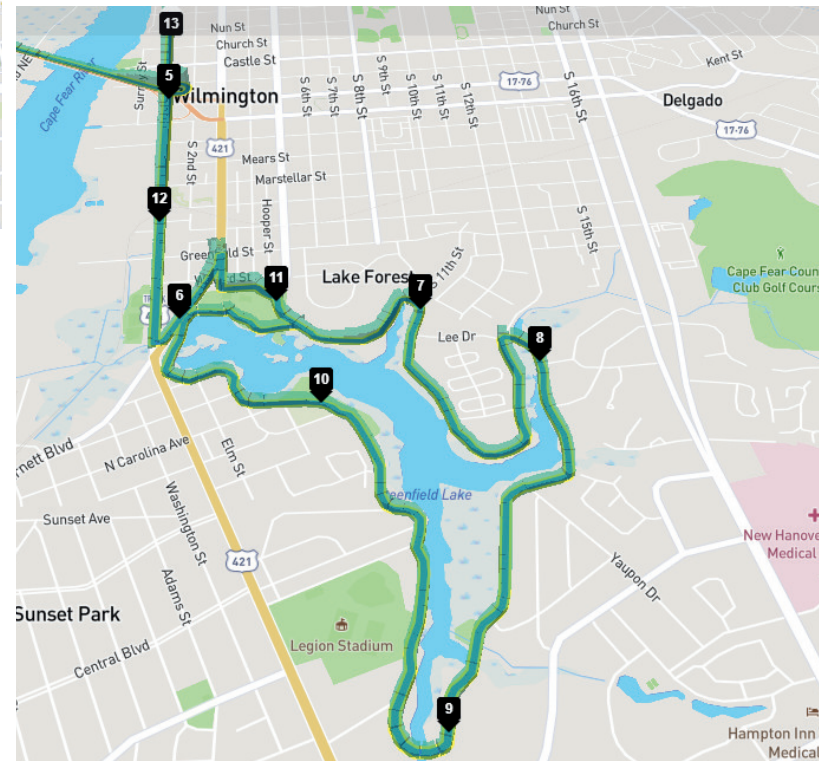 13
Nun St
Church St
Castle St
Church St
Nun St
Kent St
5
Wilmington
Cape Fear River
S 2nd St
421
S 6th St
S 7th St
S 8th St
S 9th St
S 10th St
S 11th St
S 12th St
17-76
S 16th St
Delgado
17-76
Mears St
Marstellar St
Hooper St
S 15th St
12
Greenfield St
6
11
Lake Forest
7
S 11th St
Lee Dr
8
Cape Fear Coun
Club Golf Cours
10
N Carolina Ave
rnett Blvd
Elm St
eenfield Lake
Sunset Ave
Washington St
421
Adams St
New Hanove
Medical
Yaupon Dr
Sunset Park
Central Blvd
Legion Stadium
9
Hampton Inn
Medical